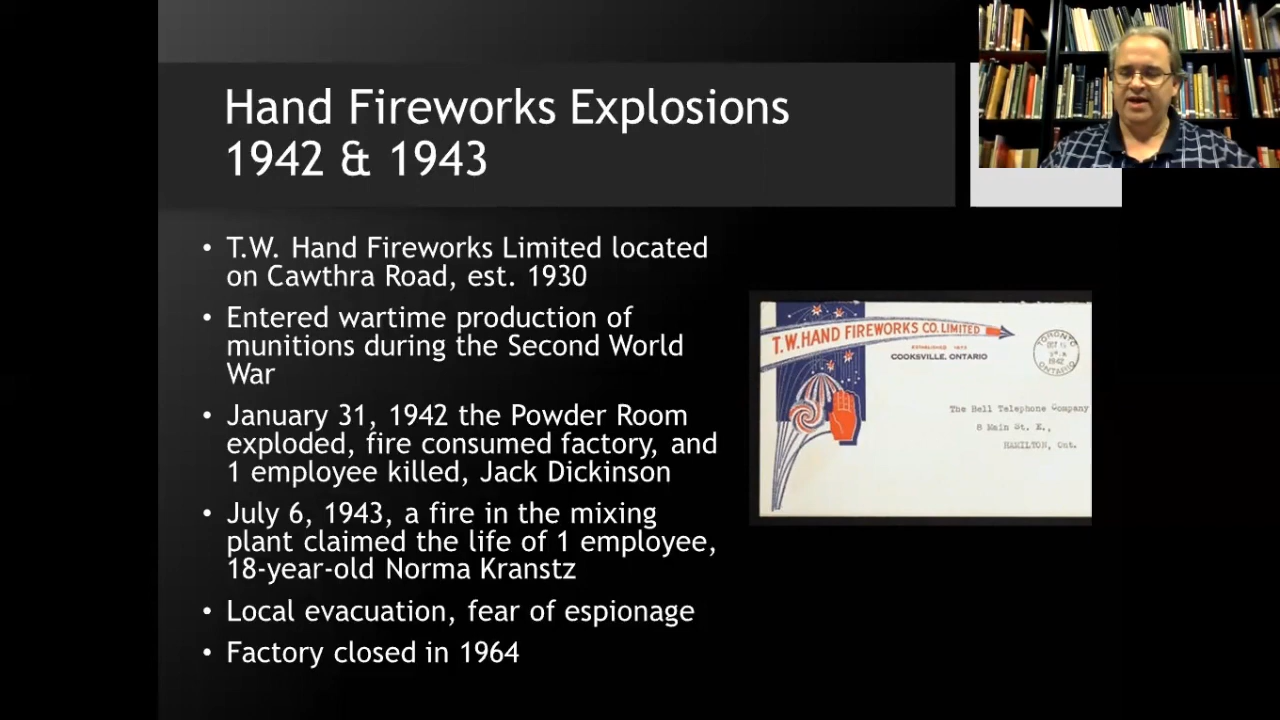 Hand Fireworks Explosions
1942 & 1943
• T.W. Hand Fireworks Limited located
on Cawthra Road, est. 1930
• Entered wartime production of
munitions during the Second World
War
• January 31, 1942 the Powder Room
exploded, fire consumed factory, and
1 employee killed, Jack Dickinson
• July 6, 1943, a fire in the mixing
plant claimed the life of 1 employee,
18-year-old Norma Kranstz
• Local evacuation, fear of espionage
• Factory closed in 1964
T.W. HAND FIREWORKS CO. LIMITED
ESTABLISHED 1873
COOKSVILLE, ONTARIO
TORONTO
OCT
1942
ONTARIO
The Bell Telephone Company
8 Main St. E.,
HAMILTON, Ont.